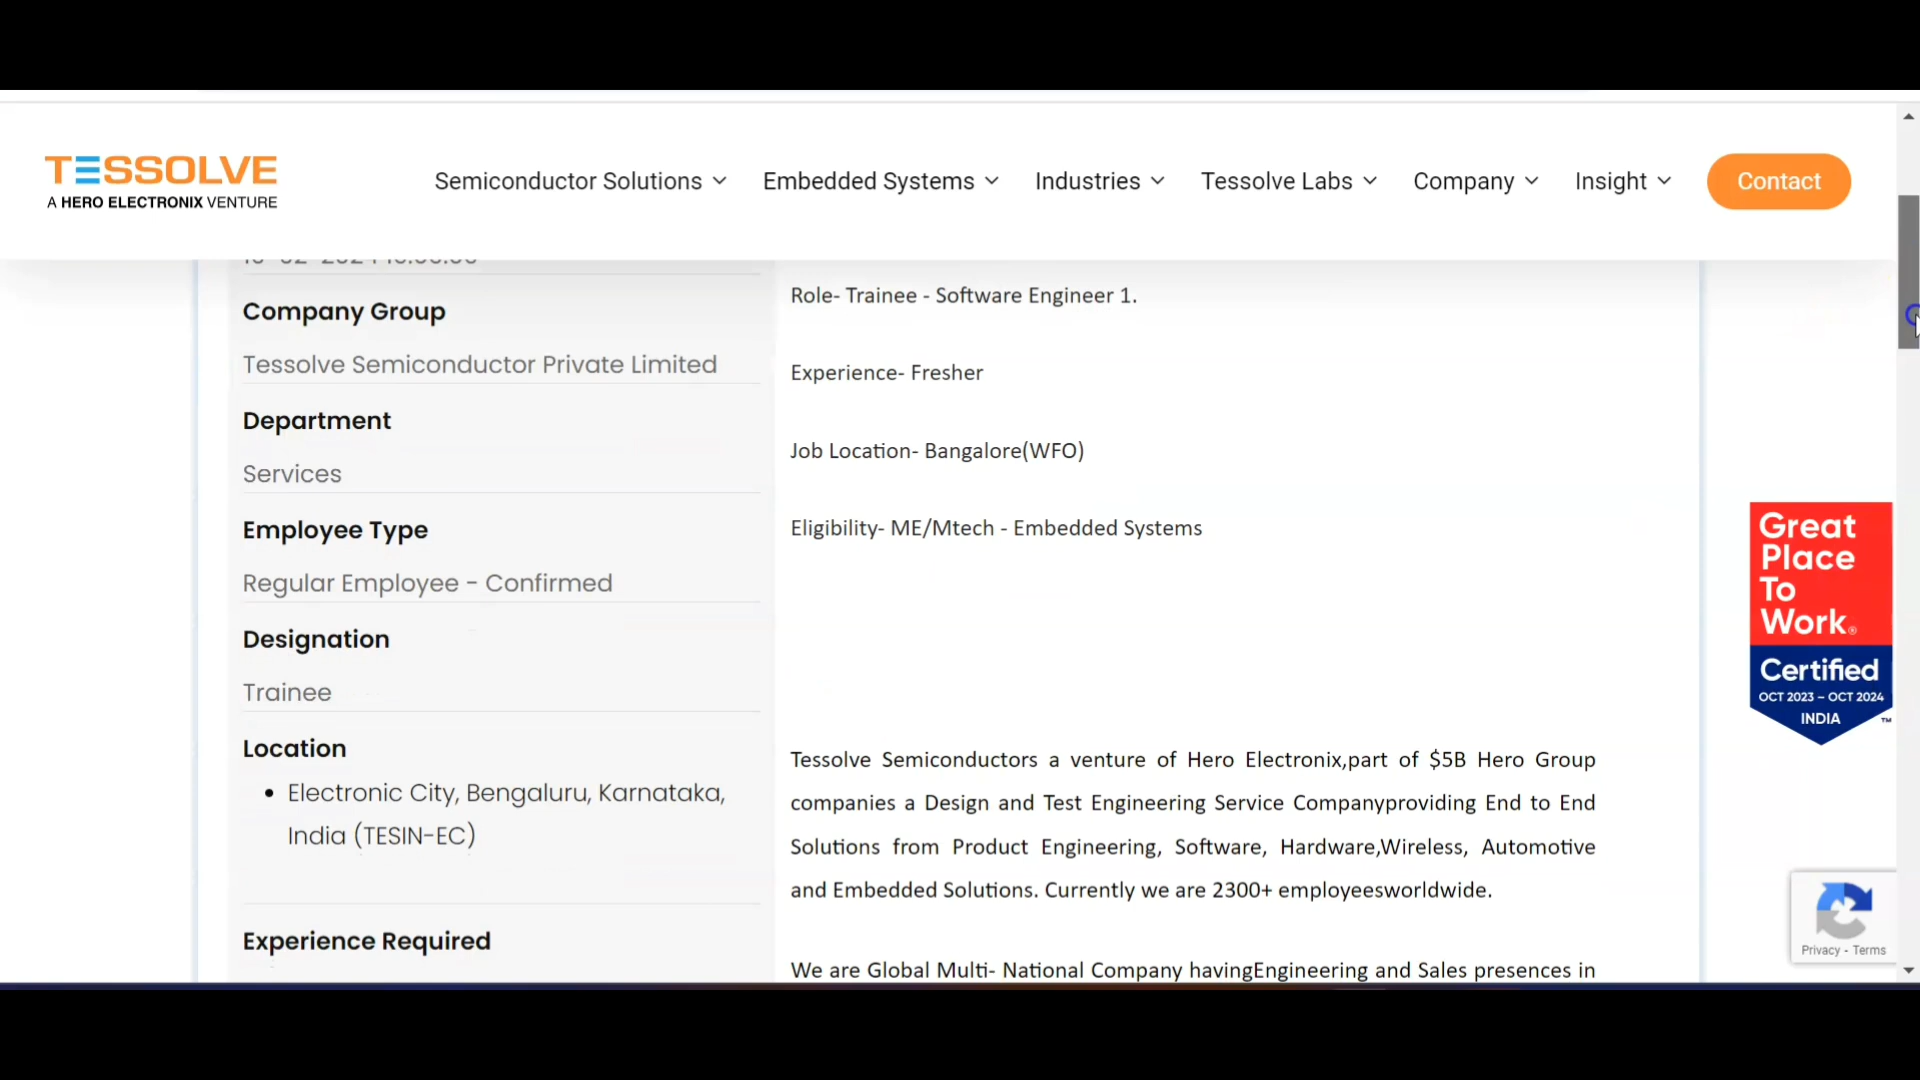 TESSOLVE
A HERO ELECTRONIX VENTURE
Semiconductor Solutions
Embedded Systems
Industries
Tessolve Labs
Company
Insight
Contact
Company Group
Tessolve Semiconductor Private Limited
Department
Services
Employee Type
Regular Employee - Confirmed
Designation
Trainee
Location
Electronic City, Bengaluru, Karnataka,
India (TESIN-EC)
Experience Required
Role- Trainee - Software Engineer 1.
Experience- Fresher
Job Location- Bangalore(WFO)
Eligibility- ME/Mtech - Embedded Systems
Tessolve Semiconductors a venture of Hero Electronix,part of $5B Hero Group
companies a Design and Test Engineering Service Companyproviding End to End
Solutions from Product Engineering, Software, Hardware,Wireless, Automotive
and Embedded Solutions. Currently we are 2300+ employeesworldwide.
We are Global Multi- National Company havingEngineering and Sales presences in
Great
Place
To
Work®
Certified
OCT 2023 – OCT 2024
INDIA
™
Privacy - Terms